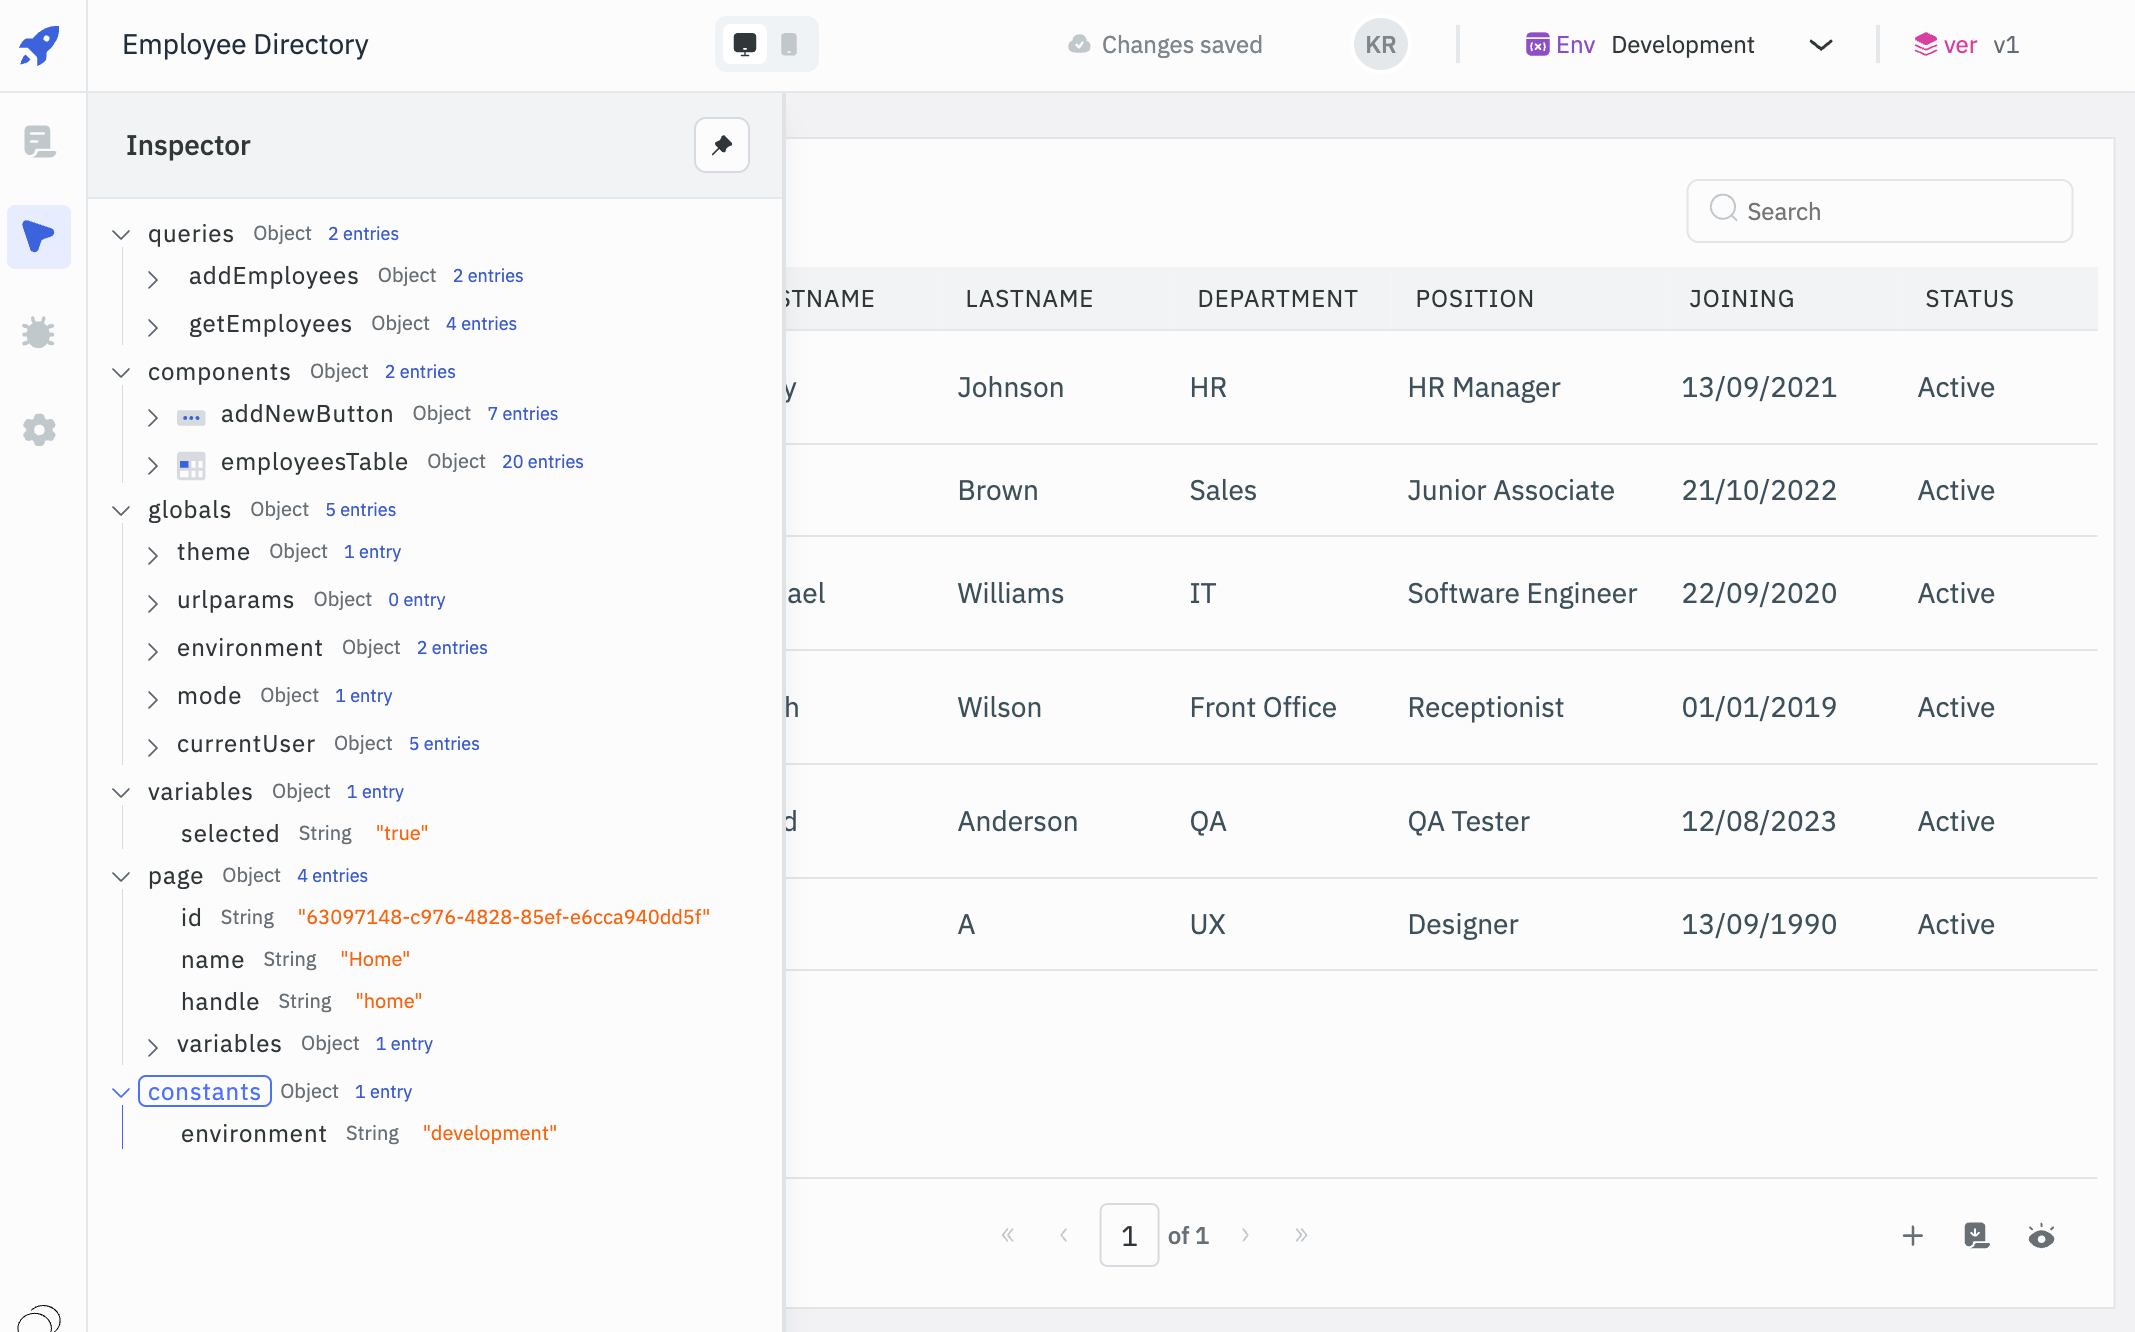 Employee Directory
Changes saved
KR
Env Development
ver v1
Inspector
queries Object 2 entries
addEmployees Object 2 entries
getEmployees Object 4 entries
components Object 2 entries
addNewButton Object 7 entries
employeesTable Object 20 entries
globals Object 5 entries
theme Object 1 entry
urlparams Object 0 entry
environment Object 2 entries
mode Object 1 entry
currentUser Object 5 entries
variables Object 1 entry
selected String "true"
page Object 4 entries
id String "63097148-c976-4828-85ef-e6cca940dd5f"
name String "Home"
handle String "home"
variables Object 1 entry
constants Object 1 entry
environment String "development"
Search
STNAME LASTNAME DEPARTMENT POSITION JOINING STATUS
y Johnson HR HR Manager 13/09/2021 Active
Brown Sales Junior Associate 21/10/2022 Active
ael Williams IT Software Engineer 22/09/2020 Active
h Wilson Front Office Receptionist 01/01/2019 Active
d Anderson QA QA Tester 12/08/2023 Active
A UX Designer 13/09/1990 Active
« ‹ 1 of 1 › »